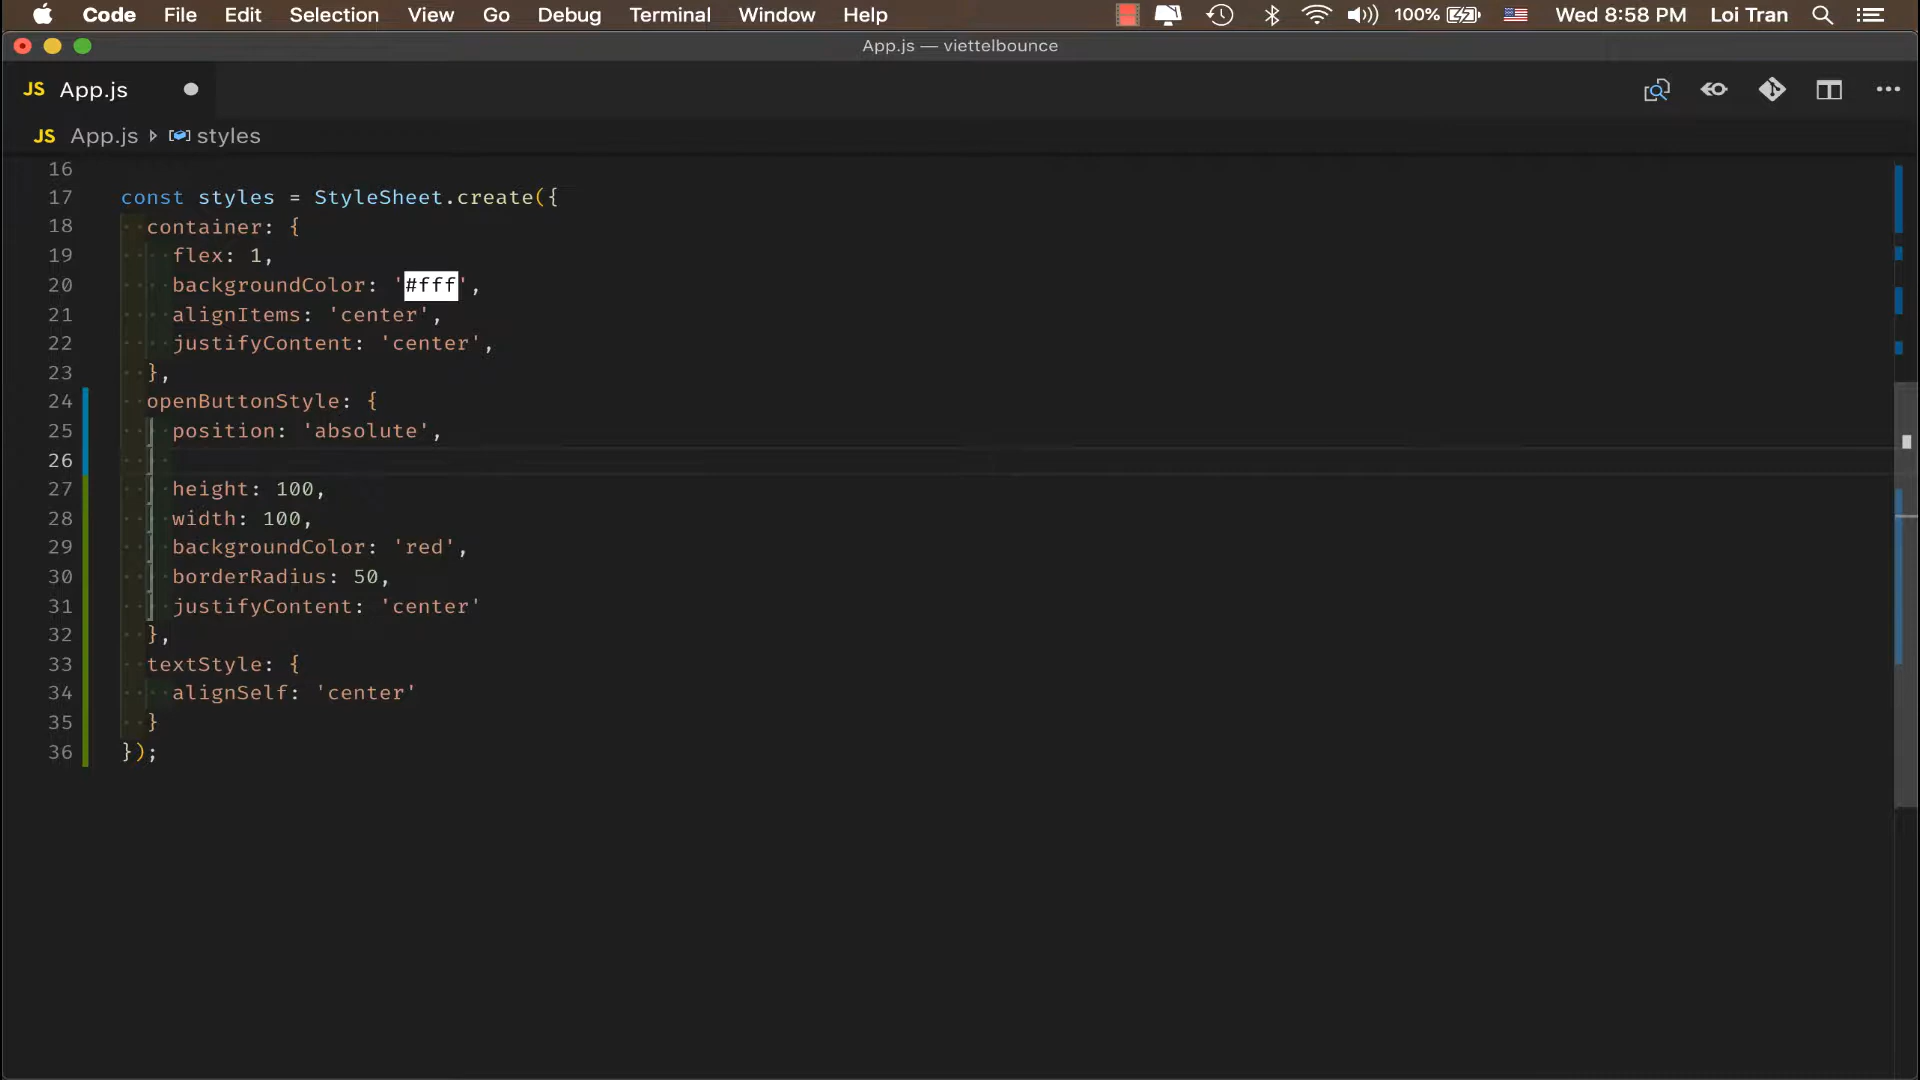 Code File Edit Selection View Go Debug Terminal Window Help 100% Wed 8:58 PM Loi Tran
App.js — viettelbounce
JS App.js
JS App.js styles
16
17 const styles = StyleSheet.create({
18 container: {
19 flex: 1,
20 backgroundColor: '#fff',
21 alignItems: 'center',
22 justifyContent: 'center',
23 },
24 openButtonStyle: {
25 position: 'absolute',
26
27 height: 100,
28 width: 100,
29 backgroundColor: 'red',
30 borderRadius: 50,
31 justifyContent: 'center'
32 },
33 textStyle: {
34 alignSelf: 'center'
35 }
36 });